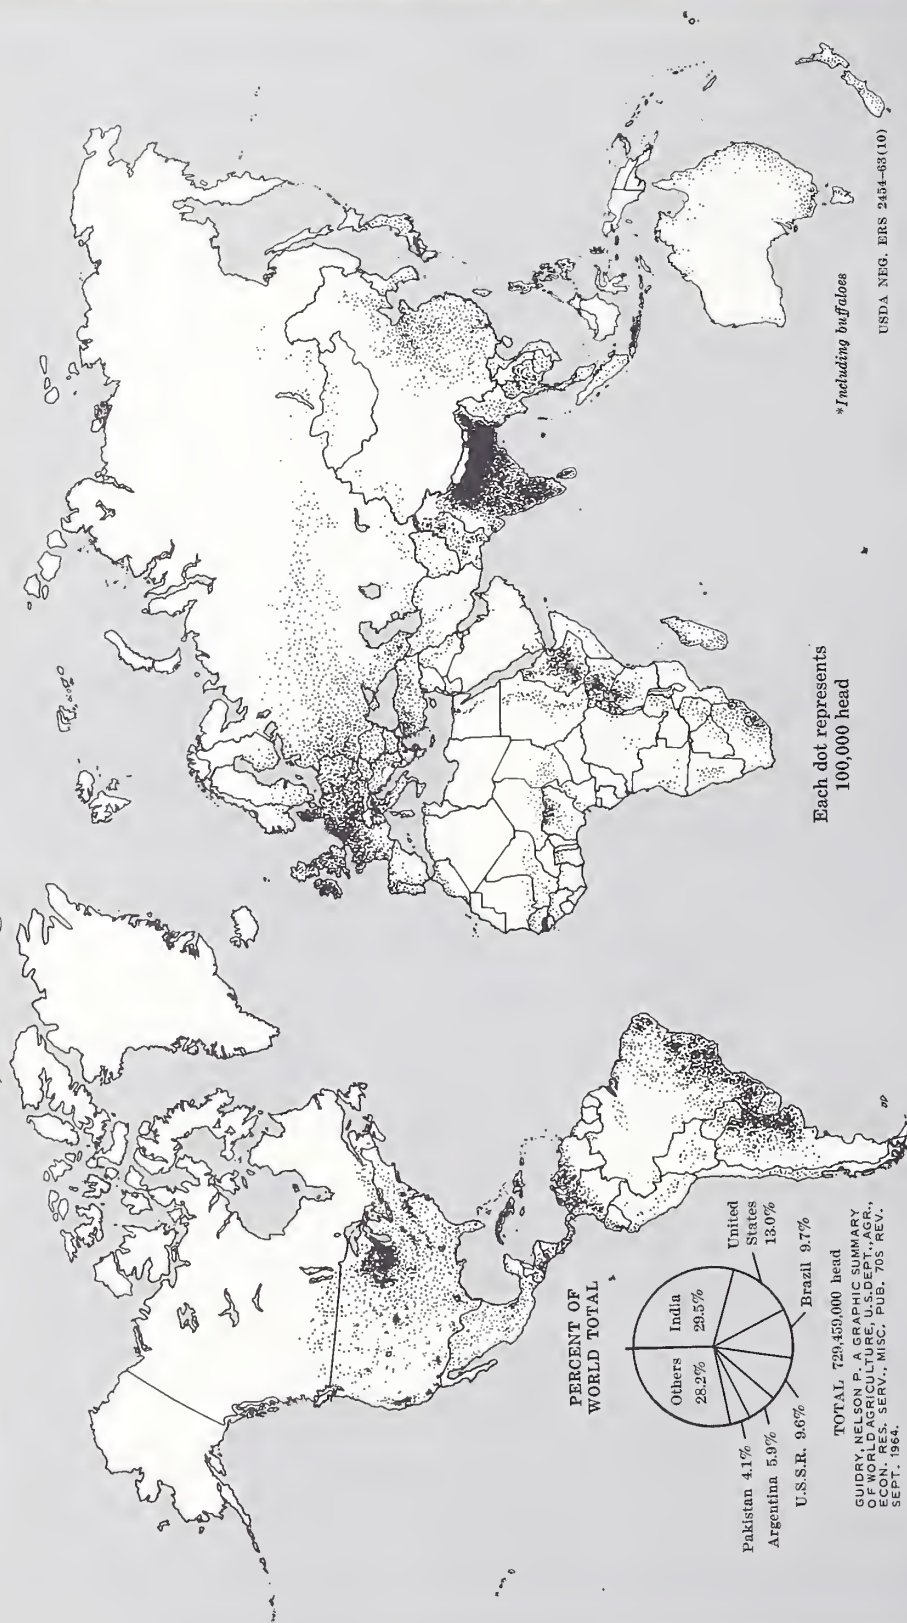 PERCENT OF
WORLD TOTAL
India
29.5%
United
States
13.0%
Brazil 9.7%
U.S.S.R. 9.6%
Argentina 5.9%
Pakistan 4.1%
Others
28.2%
TOTAL 729,459,000 head
GUIDRY, NELSON P. A GRAPHIC SUMMARY
OF WORLD AGRICULTURE, U.S.DEPT., AGR.,
ECON. RES. SERV., MISC. PUB. 705 REV.
SEPT. 1964.
Each dot represents
100,000 head
*Including buffaloes
USDA NEG. ERS 2454–63(10)